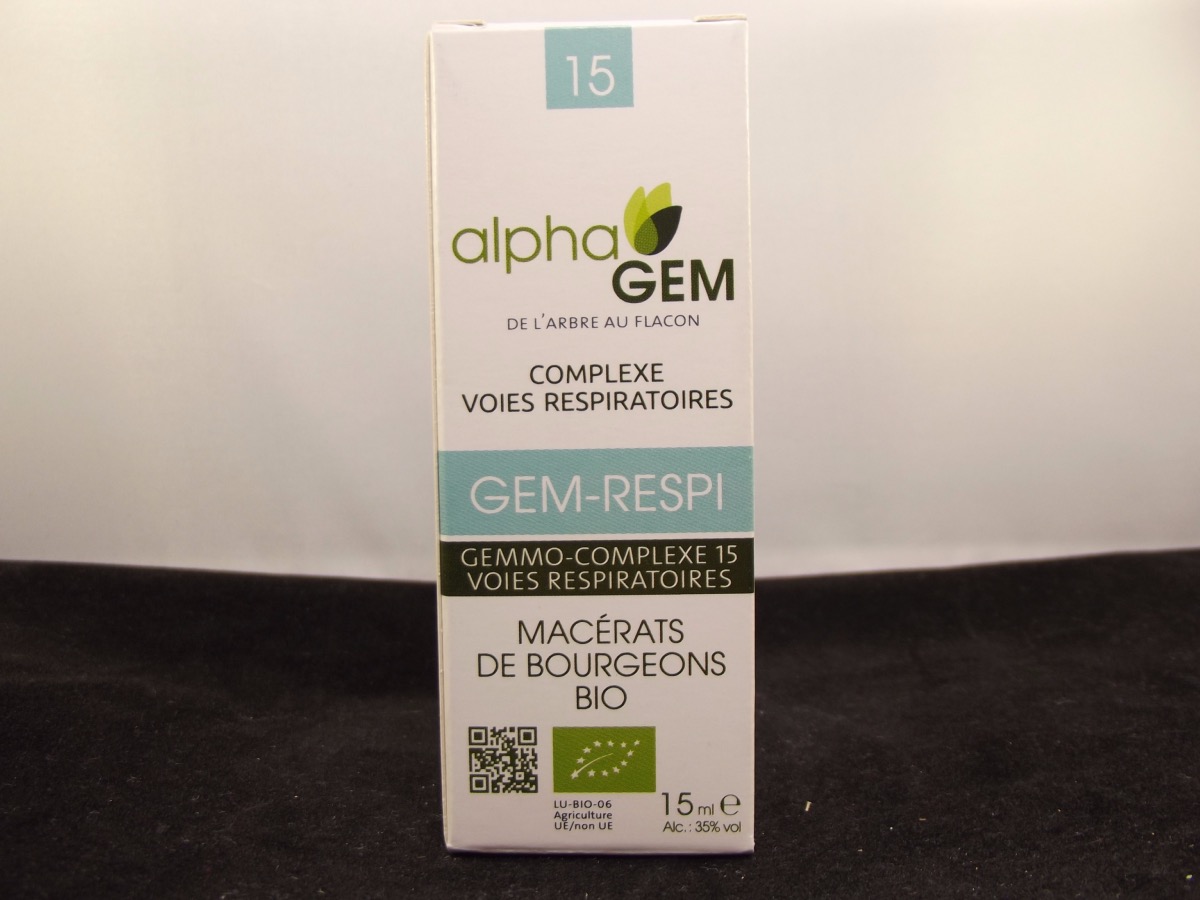 15
alpha
GEM
DE L'ARBRE AU FLACON
COMPLEXE
VOIES RESPIRATOIRES
GEM-RESPI
GEMMO-COMPLEXE 15
VOIES RESPIRATOIRES
MACÉRATS
DE BOURGEONS
BIO
LU-BIO-06
Agriculture
UE/non UE
15 ml e
Alc.: 35% vol